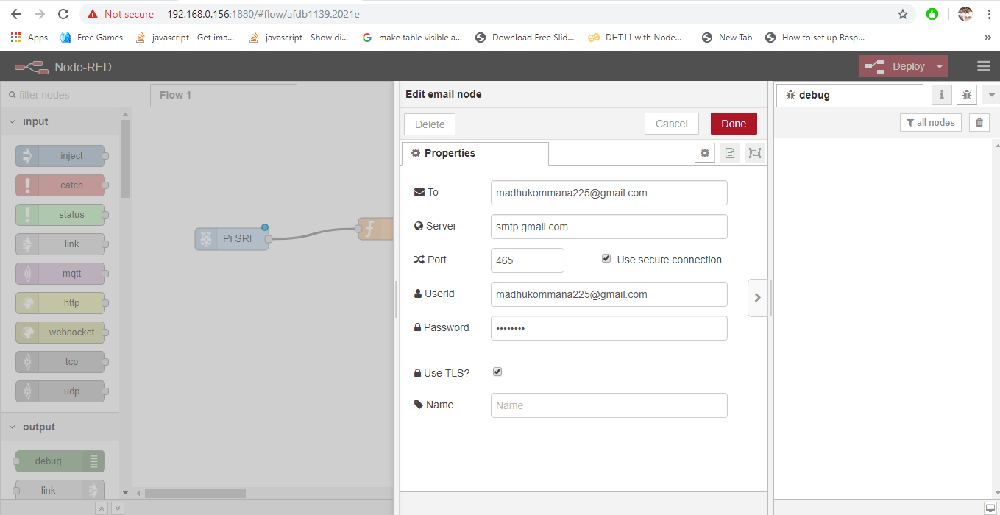 Not secure 192.168.0.156:1880/#flow/afdb1139.2021e
Apps Free Games javascript - Get ima... javascript - Show di... make table visible a... Download Free Slid... DHT11 with Node... New Tab How to set up Rasp... »
Node-RED Deploy
filter nodes
Flow 1
input
inject
catch
status
link
mqtt
http
websocket
tcp
udp
output
debug
link
Pi SRF
f
Edit email node
Delete Cancel Done
Properties
To madhukommana225@gmail.com
Server smtp.gmail.com
Port 465 Use secure connection.
Userid madhukommana225@gmail.com
Password ••••••••
Use TLS?
Name Name
debug i
all nodes